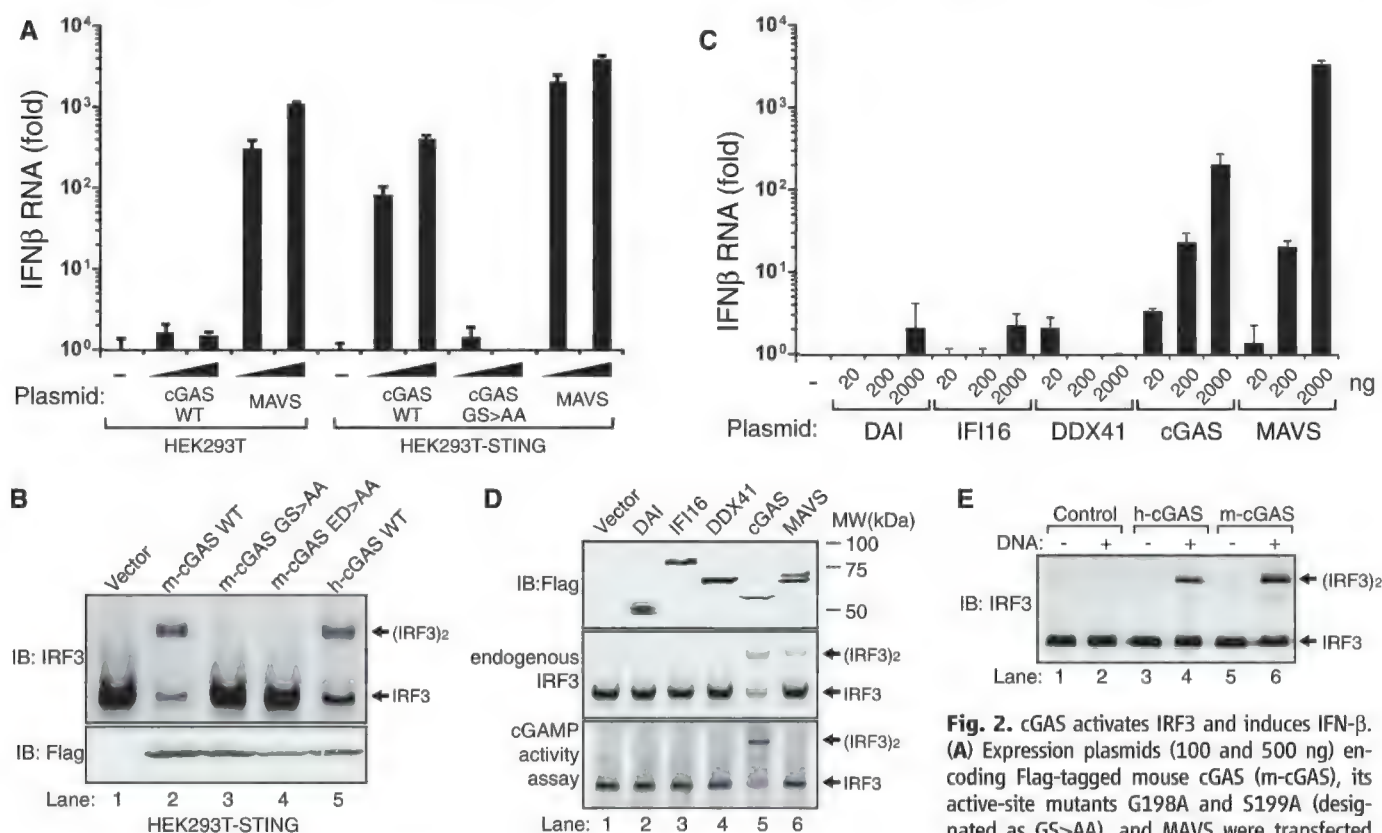 A
IFNβ RNA (fold)
10⁴
10³
10²
10¹
10⁰
Plasmid:
-
cGAS WT
MAVS
-
cGAS WT
cGAS GS>AA
MAVS
HEK293T
HEK293T-STING
C
IFNβ RNA (fold)
10⁴
10³
10²
10¹
10⁰
- 20 200 2000 20 200 2000 20 200 2000 20 200 2000 20 200 2000 ng
Plasmid: DAI IFI16 DDX41 cGAS MAVS
B
Vector
m-cGAS WT
m-cGAS GS>AA
m-cGAS ED>AA
h-cGAS WT
IB: IRF3
(IRF3)₂
IRF3
IB: Flag
Lane: 1 2 3 4 5
HEK293T-STING
D
Vector
DAI
IFI16
DDX41
cGAS
MAVS
MW(kDa)
100
75
50
IB:Flag
endogenous
IRF3
(IRF3)₂
IRF3
cGAMP
activity
assay
(IRF3)₂
IRF3
Lane: 1 2 3 4 5 6
E
Control h-cGAS m-cGAS
DNA: - + - + - +
IB: IRF3
(IRF3)₂
IRF3
Lane: 1 2 3 4 5 6
Fig. 2. cGAS activates IRF3 and induces IFN-β.
(A) Expression plasmids (100 and 500 ng) en-
coding Flag-tagged mouse cGAS (m-cGAS), its
active-site mutants G198A and S199A (desig-
nated as GS>AA), and MAVS were transfected